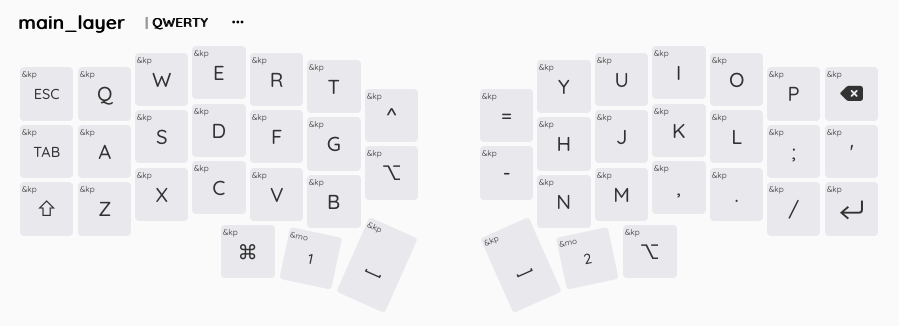 main_layer | QWERTY ...
&kp ESC &kp Q &kp W &kp E &kp R &kp T &kp ^ &kp = &kp Y &kp U &kp I &kp O &kp P &kp ⌫
&kp TAB &kp A &kp S &kp D &kp F &kp G &kp ⌥ &kp - &kp H &kp J &kp K &kp L &kp ; &kp '
&kp ⇧ &kp Z &kp X &kp C &kp V &kp B &kp N &kp M &kp , &kp . &kp / &kp ↵
&kp ⌘ &mo 1 &kp ⎵ &kp ⎵ &mo 2 &kp ⌥